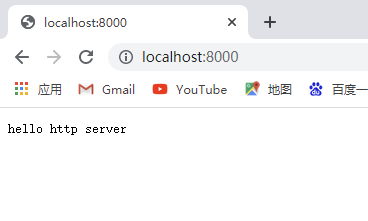 localhost:8000
localhost:8000
应用 Gmail YouTube 地图 百度一
hello http server